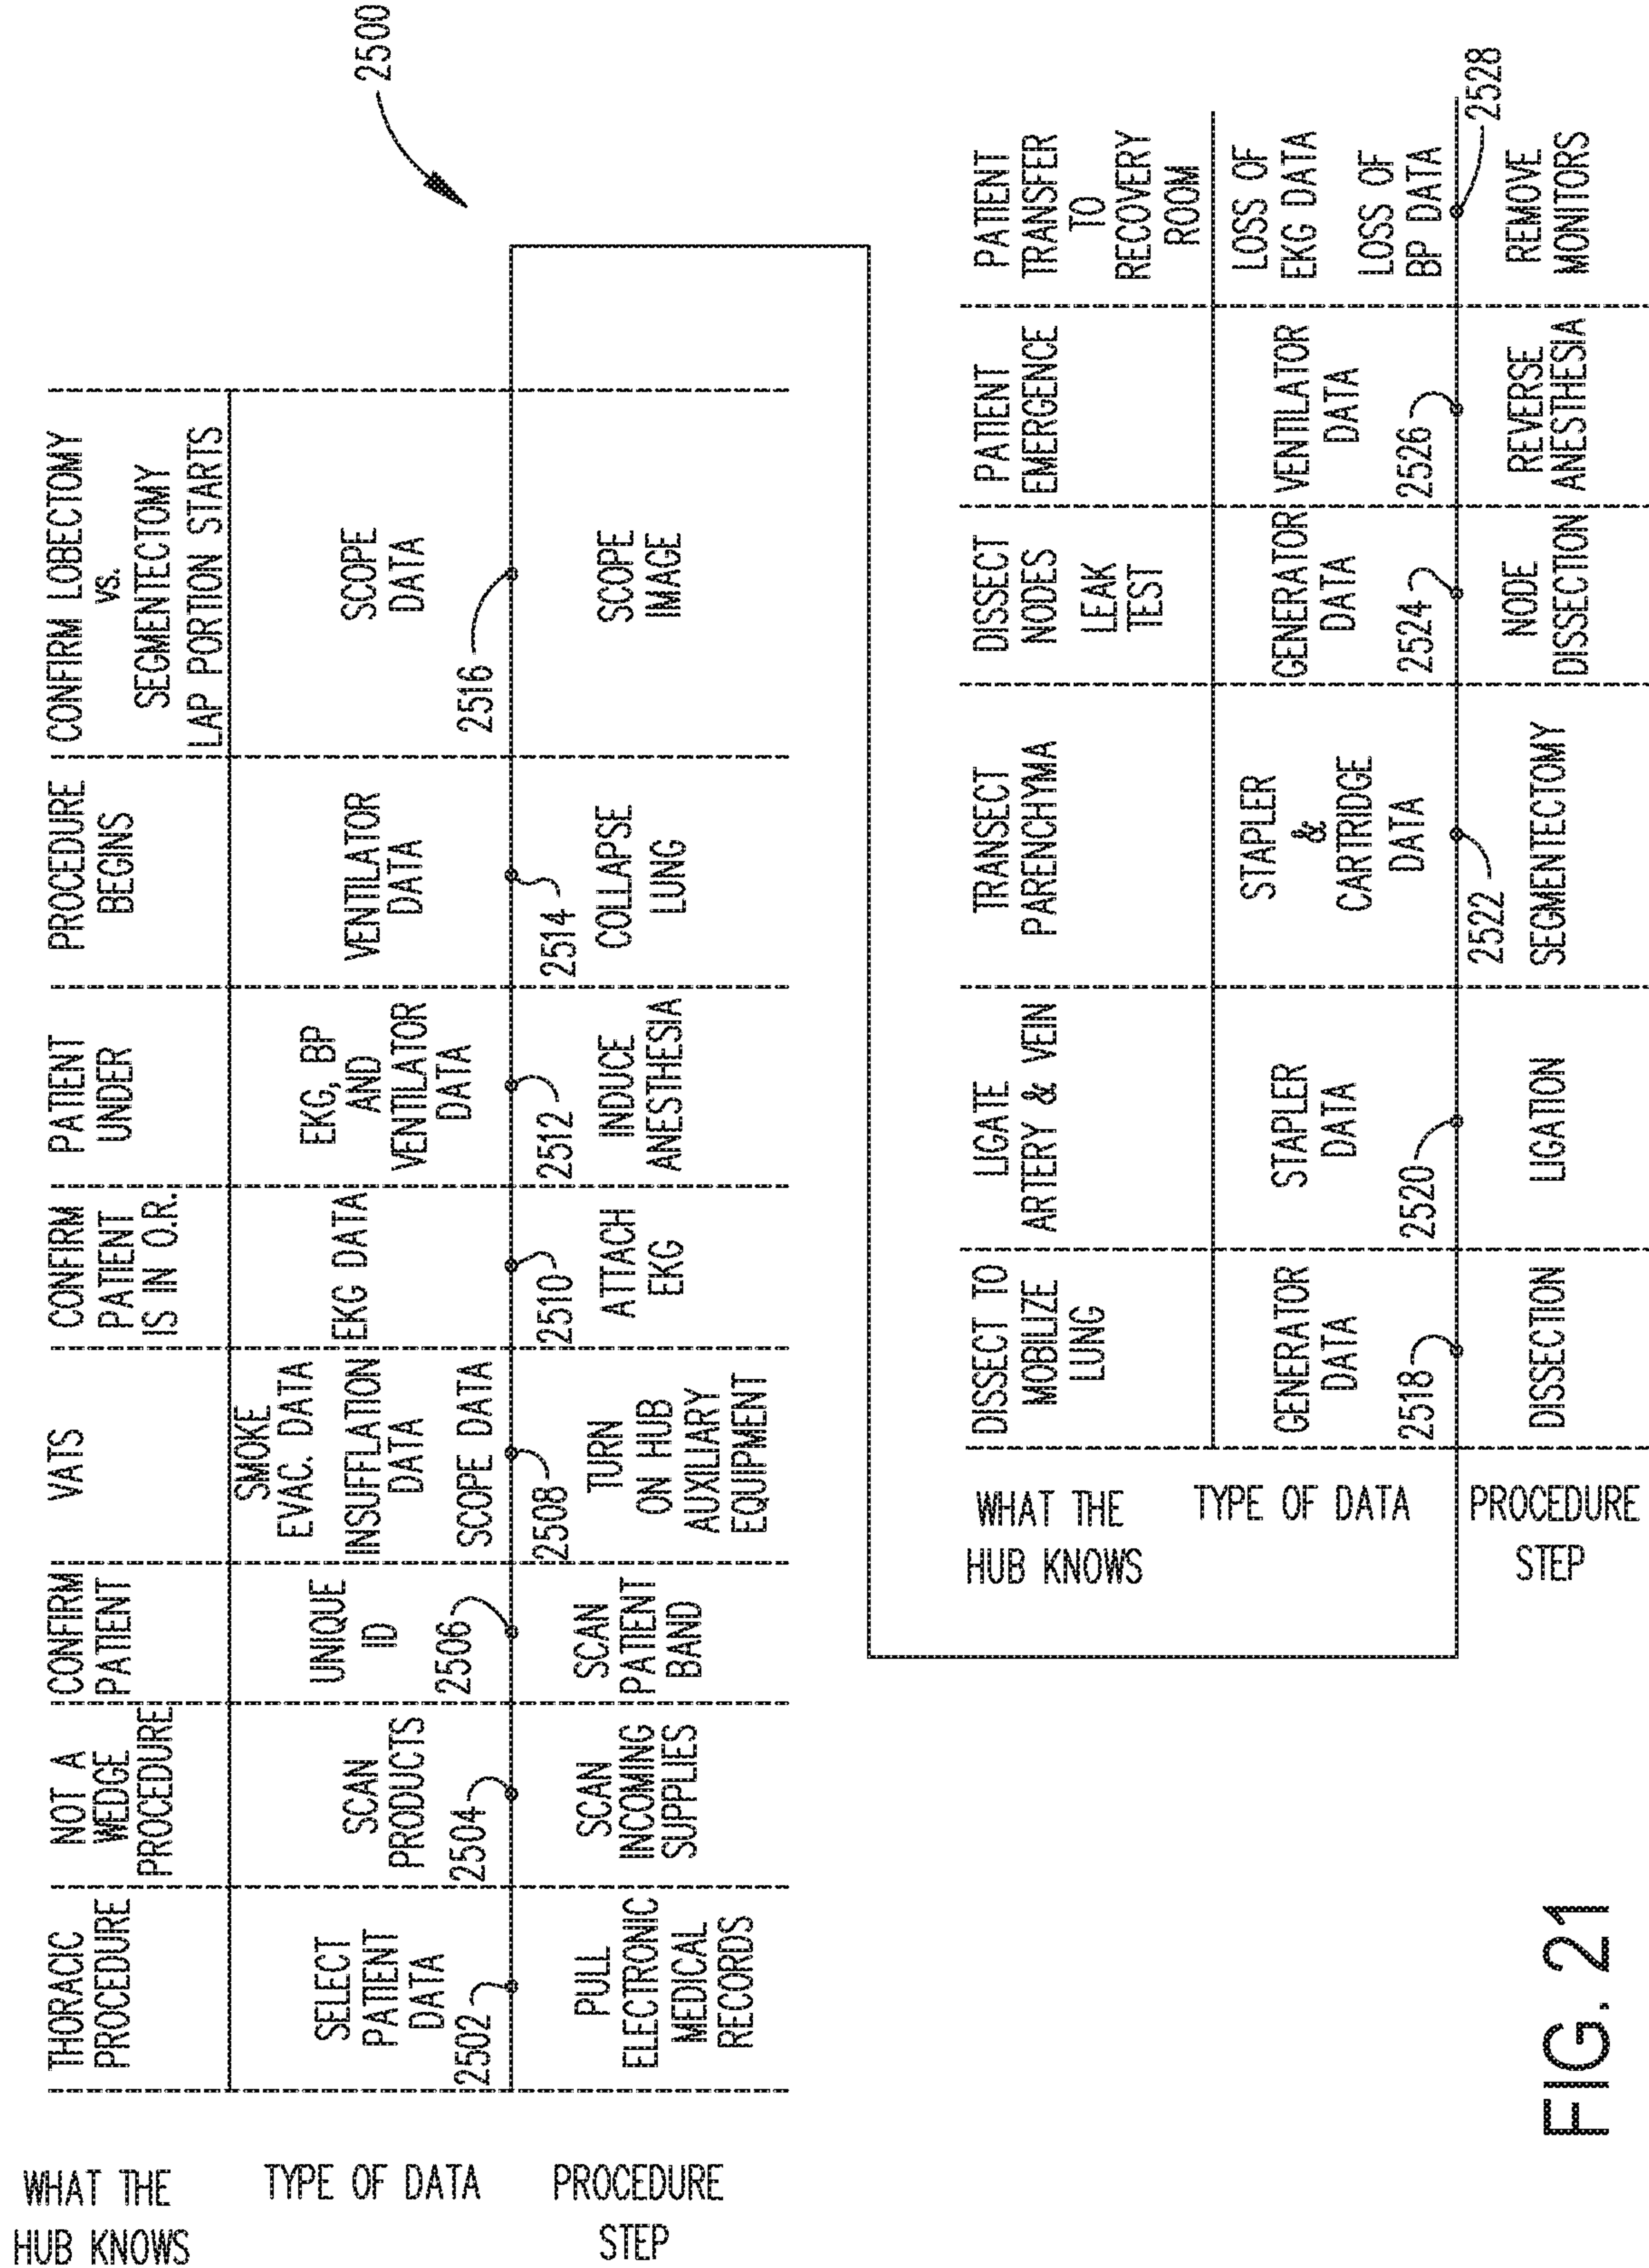 2500
WHAT THE
HUB KNOWS
THORACIC
PROCEDURE
NOT A
WEDGE
PROCEDURE
CONFIRM
PATIENT
VATS
CONFIRM
PATIENT
IS IN O.R.
PATIENT
UNDER
PROCEDURE
BEGINS
CONFIRM LOBECTOMY
vs.
SEGMENTECTOMY
LAP PORTION STARTS
TYPE OF DATA
SELECT
PATIENT
DATA
2502
SCAN
PRODUCTS
2504
UNIQUE
ID
2506
SMOKE
EVAC. DATA
INSUFFLATION
DATA
SCOPE DATA
2508
EKG DATA
2510
EKG, BP
AND
VENTILATOR
DATA
2512
VENTILATOR
DATA
2514
SCOPE
DATA
2516
PROCEDURE
STEP
PULL
ELECTRONIC
MEDICAL
RECORDS
SCAN
INCOMING
SUPPLIES
SCAN
PATIENT
BAND
TURN
ON HUB
AUXILIARY
EQUIPMENT
ATTACH
EKG
INDUCE
ANESTHESIA
COLLAPSE
LUNG
SCOPE
IMAGE
WHAT THE
HUB KNOWS
DISSECT TO
MOBILIZE
LUNG
LIGATE
ARTERY & VEIN
TRANSECT
PARENCHYMA
DISSECT
NODES
LEAK
TEST
PATIENT
EMERGENCE
PATIENT
TRANSFER
TO
RECOVERY
ROOM
TYPE OF DATA
GENERATOR
DATA
2518
STAPLER
DATA
2520
STAPLER
&
CARTRIDGE
DATA
2522
GENERATOR
DATA
2524
VENTILATOR
DATA
2526
LOSS OF
EKG DATA
LOSS OF
BP DATA
2528
PROCEDURE
STEP
DISSECTION
LIGATION
SEGMENTECTOMY
NODE
DISSECTION
REVERSE
ANESTHESIA
REMOVE
MONITORS
FIG. 21